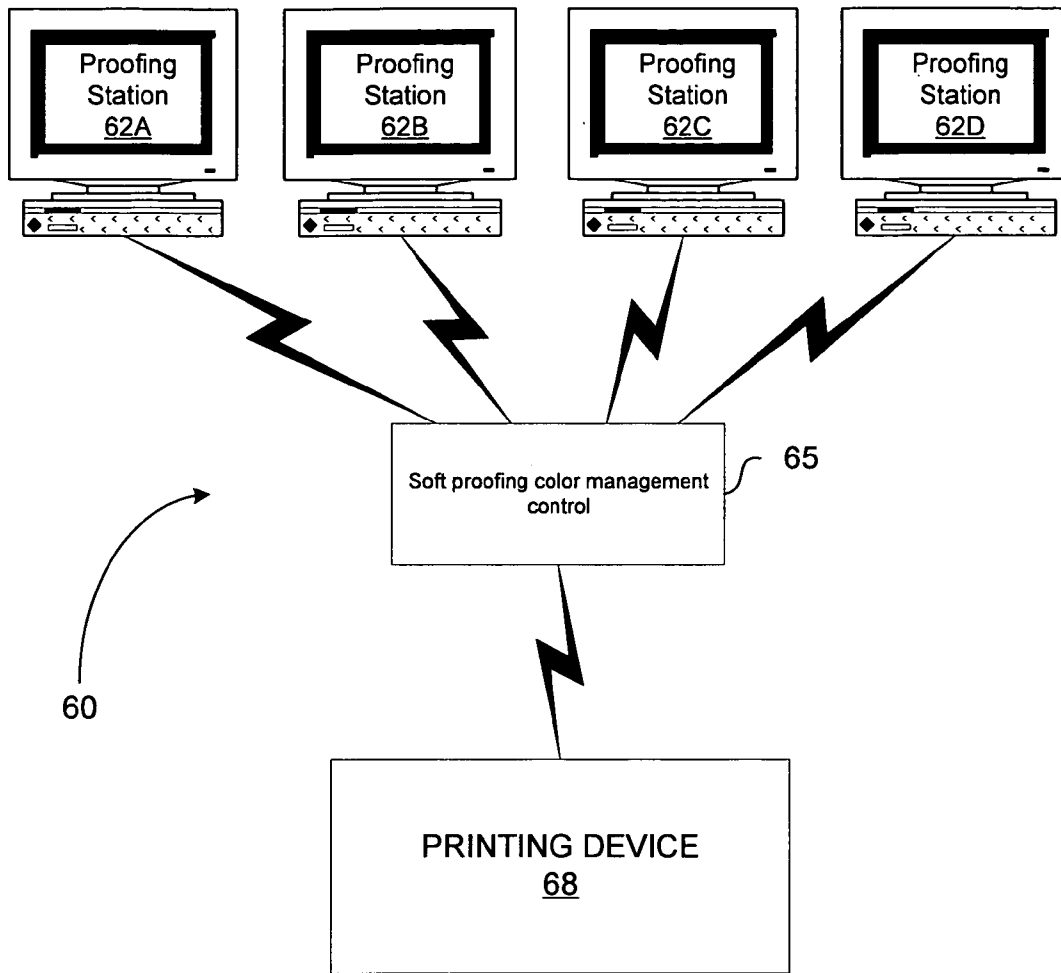 Proofing
Station
62A
Proofing
Station
62B
Proofing
Station
62C
Proofing
Station
62D
Soft proofing color management
control
65
60
PRINTING DEVICE
68